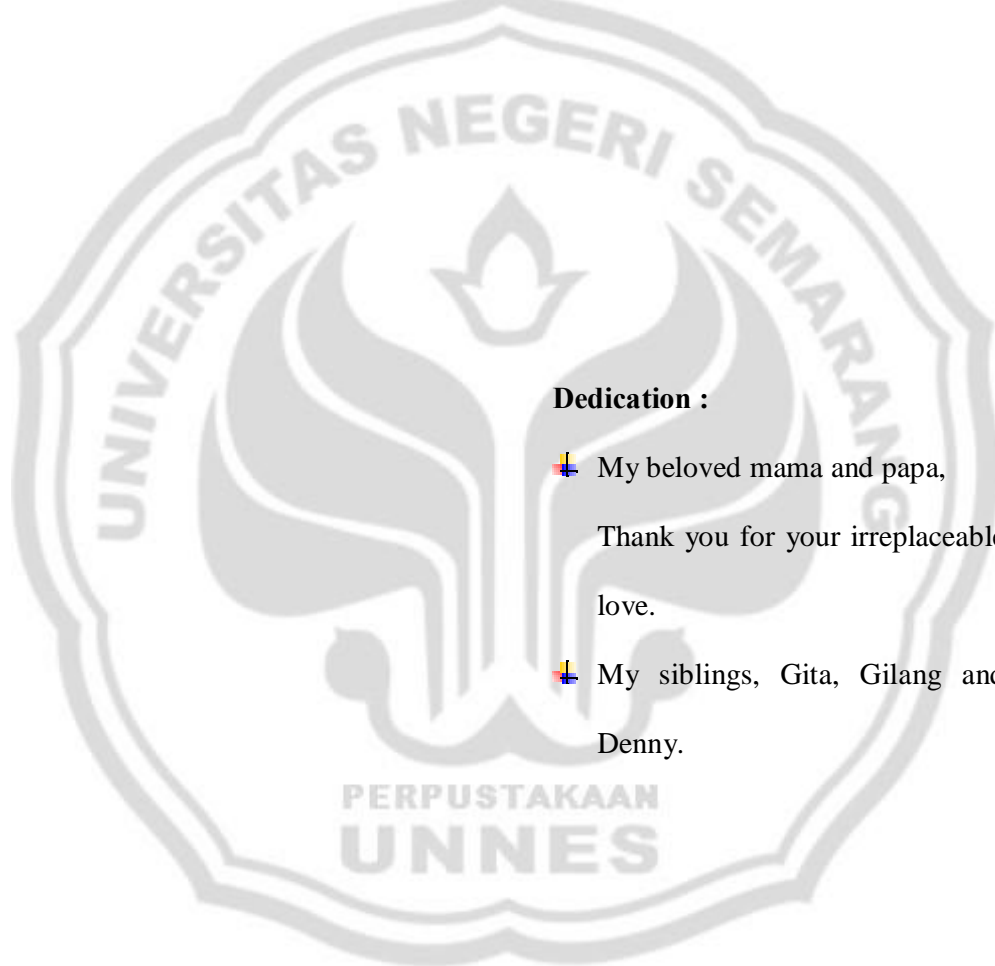 UNIVERSITAS NEGERI SEMARANG
Dedication :
My beloved mama and papa,
Thank you for your irreplaceable
love.
My siblings, Gita, Gilang and
Denny.
PERPUSTAKAAN
UNNES